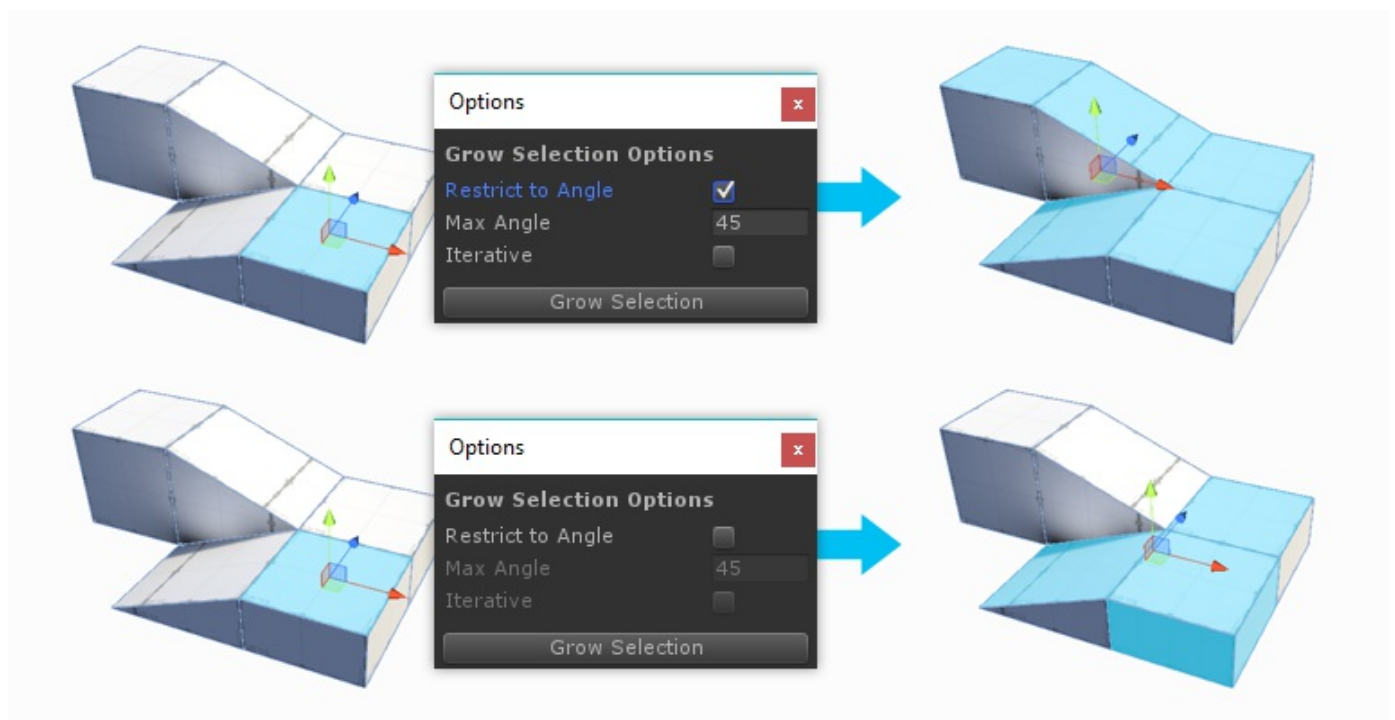 Options
x
Grow Selection Options
Restrict to Angle
Max Angle 45
Iterative
Grow Selection
Options
x
Grow Selection Options
Restrict to Angle
Max Angle 45
Iterative
Grow Selection